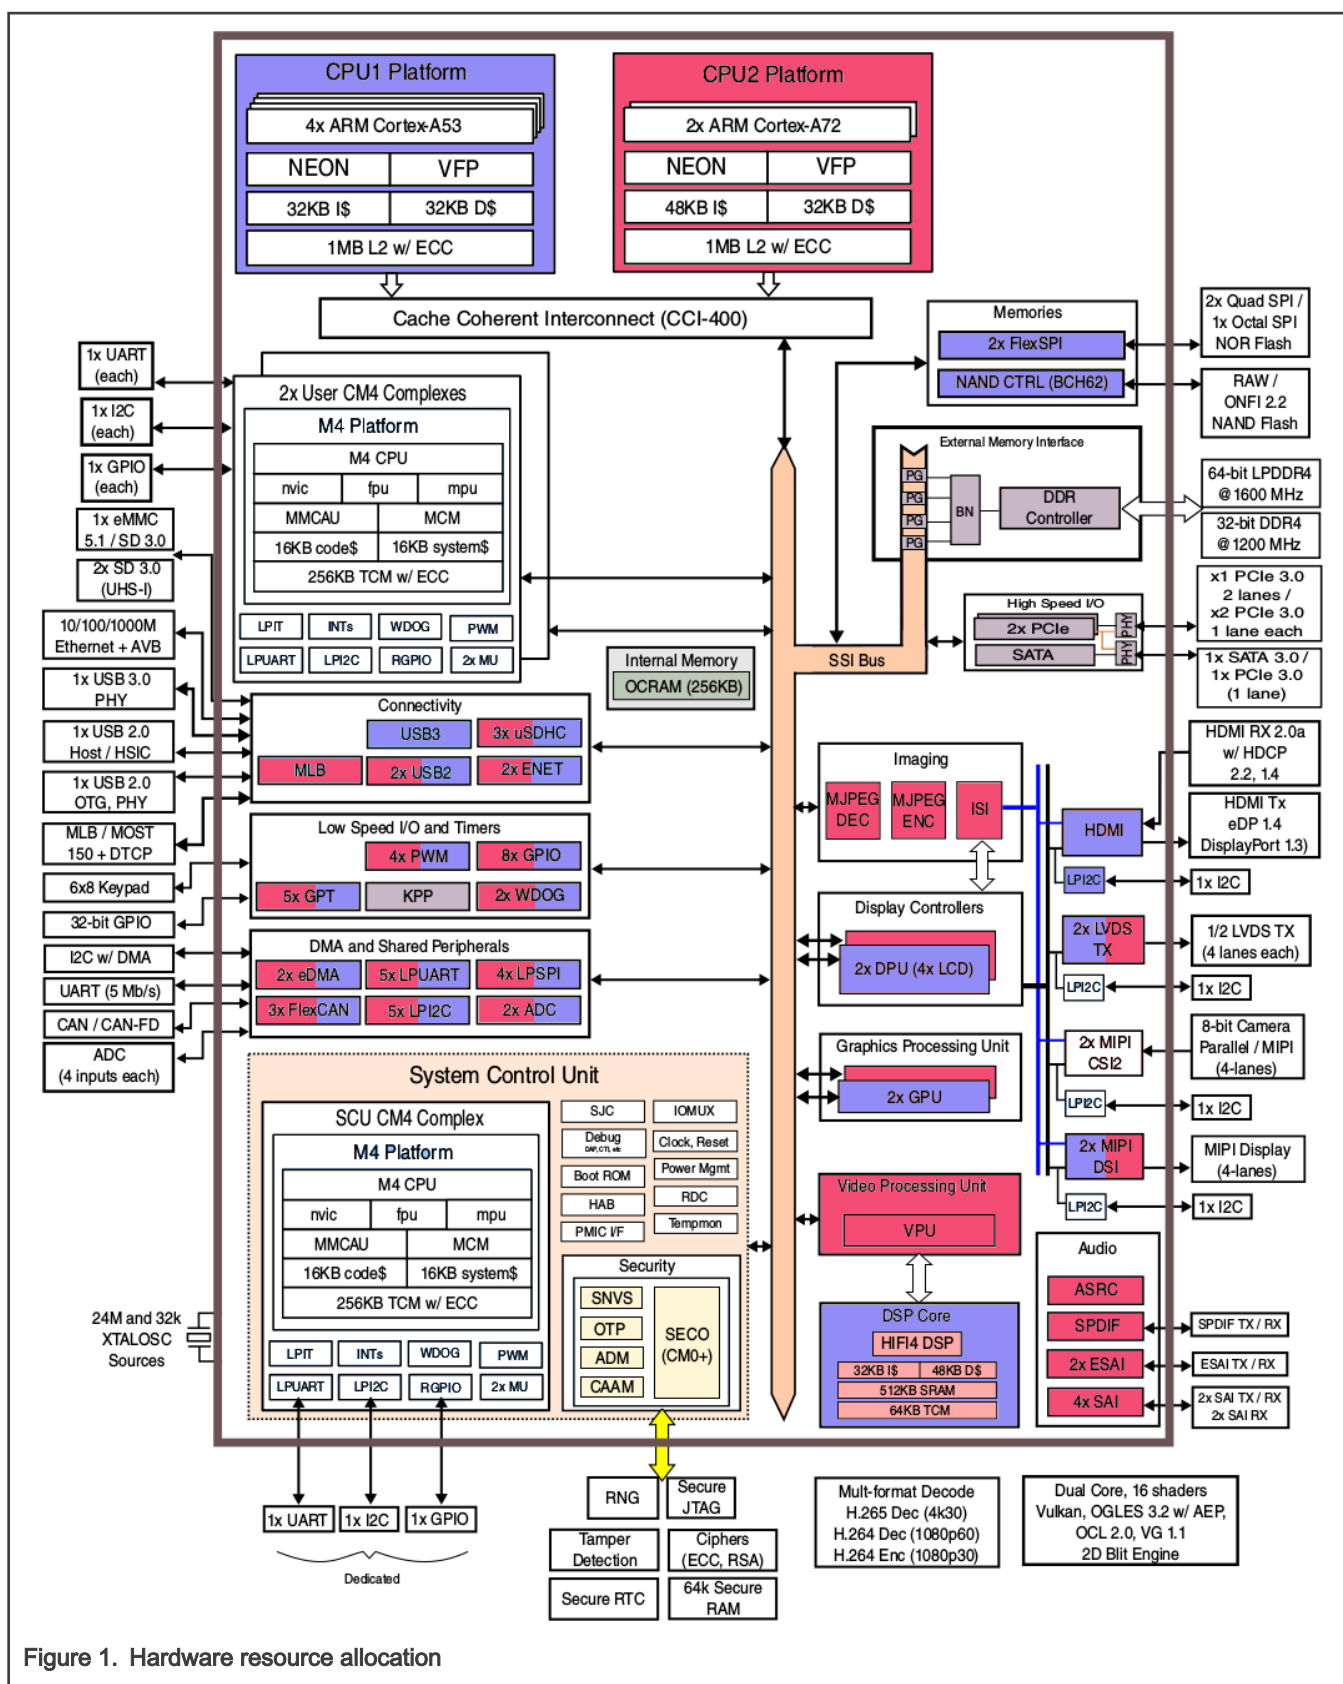 CPU1 Platform
4x ARM Cortex-A53
NEON
VFP
32KB I$
32KB D$
1MB L2 w/ ECC
CPU2 Platform
2x ARM Cortex-A72
NEON
VFP
48KB I$
32KB D$
1MB L2 w/ ECC
Cache Coherent Interconnect (CCI-400)
Memories
2x FlexSPI
NAND CTRL (BCH62)
2x Quad SPI /
1x Octal SPI
NOR Flash
RAW /
ONFI 2.2
NAND Flash
1x UART
(each)
1x I2C
(each)
1x GPIO
(each)
1x eMMC
5.1 / SD 3.0
2x SD 3.0
(UHS-I)
10/100/1000M
Ethernet + AVB
1x USB 3.0
PHY
1x USB 2.0
Host / HSIC
1x USB 2.0
OTG, PHY
MLB / MOST
150 + DTCP
6x8 Keypad
32-bit GPIO
I2C w/ DMA
UART (5 Mb/s)
CAN / CAN-FD
ADC
(4 inputs each)
2x User CM4 Complexes
M4 Platform
M4 CPU
nvic
fpu
mpu
MMCAU
MCM
16KB code$
16KB system$
256KB TCM w/ ECC
LPIT
INTs
WDOG
PWM
LPUART
LPI2C
RGPIO
2x MU
External Memory Interface
PG
PG
PG
PG
BN
DDR
Controller
64-bit LPDDR4
@1600 MHz
32-bit DDR4
@1200 MHz
High Speed I/O
2x PCIe
SATA
PHY
PHY
x1 PCIe 3.0
2 lanes /
x2 PCIe 3.0
1 lane each
1x SATA 3.0 /
1x PCIe 3.0
(1 lane)
Internal Memory
OCRAM (256KB)
SSI Bus
Connectivity
USB3
3x uSDHC
MLB
2x USB2
2x ENET
Low Speed I/O and Timers
4x PWM
8x GPIO
5x GPT
KPP
2x WDOG
DMA and Shared Peripherals
2x eDMA
5x LPUART
4x LPSPI
3x FlexCAN
5x LPI2C
2x ADC
Imaging
MJPEG
DEC
MJPEG
ENC
ISI
Display Controllers
2x DPU (4x LCD)
Graphics Processing Unit
2x GPU
Video Processing Unit
VPU
DSP Core
HIFI4 DSP
32KB I$
48KB D$
512KB SRAM
64KB TCM
HDMI
LPI2C
2x LVDS
TX
LPI2C
2x MIPI
CSI2
LPI2C
2x MIPI
DSI
LPI2C
HDMI RX 2.0a
w/ HDCP
2.2, 1.4
HDMI Tx
eDP 1.4
DisplayPort 1.3)
1x I2C
1/2 LVDS TX
(4 lanes each)
1x I2C
8-bit Camera
Parallel / MIPI
(4-lanes)
1x I2C
MIPI Display
(4-lanes)
1x I2C
Audio
ASRC
SPDIF
2x ESAI
4x SAI
SPDIF TX / RX
ESAI TX / RX
2x SAI TX / RX
2x SAI RX
System Control Unit
SCU CM4 Complex
M4 Platform
M4 CPU
nvic
fpu
mpu
MMCAU
MCM
16KB code$
16KB system$
256KB TCM w/ ECC
LPIT
INTs
WDOG
PWM
LPUART
LPI2C
RGPIO
2x MU
SJC
IOMUX
Debug
DAP, CTI, etc
Clock, Reset
Boot ROM
Power Mgmt
HAB
RDC
PMIC I/F
Tempmon
Security
SNVS
OTP
ADM
CAAM
SECO
(CM0+)
24M and 32k
XTALOSC
Sources
1x UART
1x I2C
1x GPIO
Dedicated
RNG
Secure
JTAG
Tamper
Detection
Ciphers
(ECC, RSA)
Secure RTC
64k Secure
RAM
Mult-format Decode
H.265 Dec (4k30)
H.264 Dec (1080p60)
H.264 Enc (1080p30)
Dual Core, 16 shaders
Vulkan, OGLES 3.2 w/ AEP,
OCL 2.0, VG 1.1
2D Blit Engine
Figure 1. Hardware resource allocation